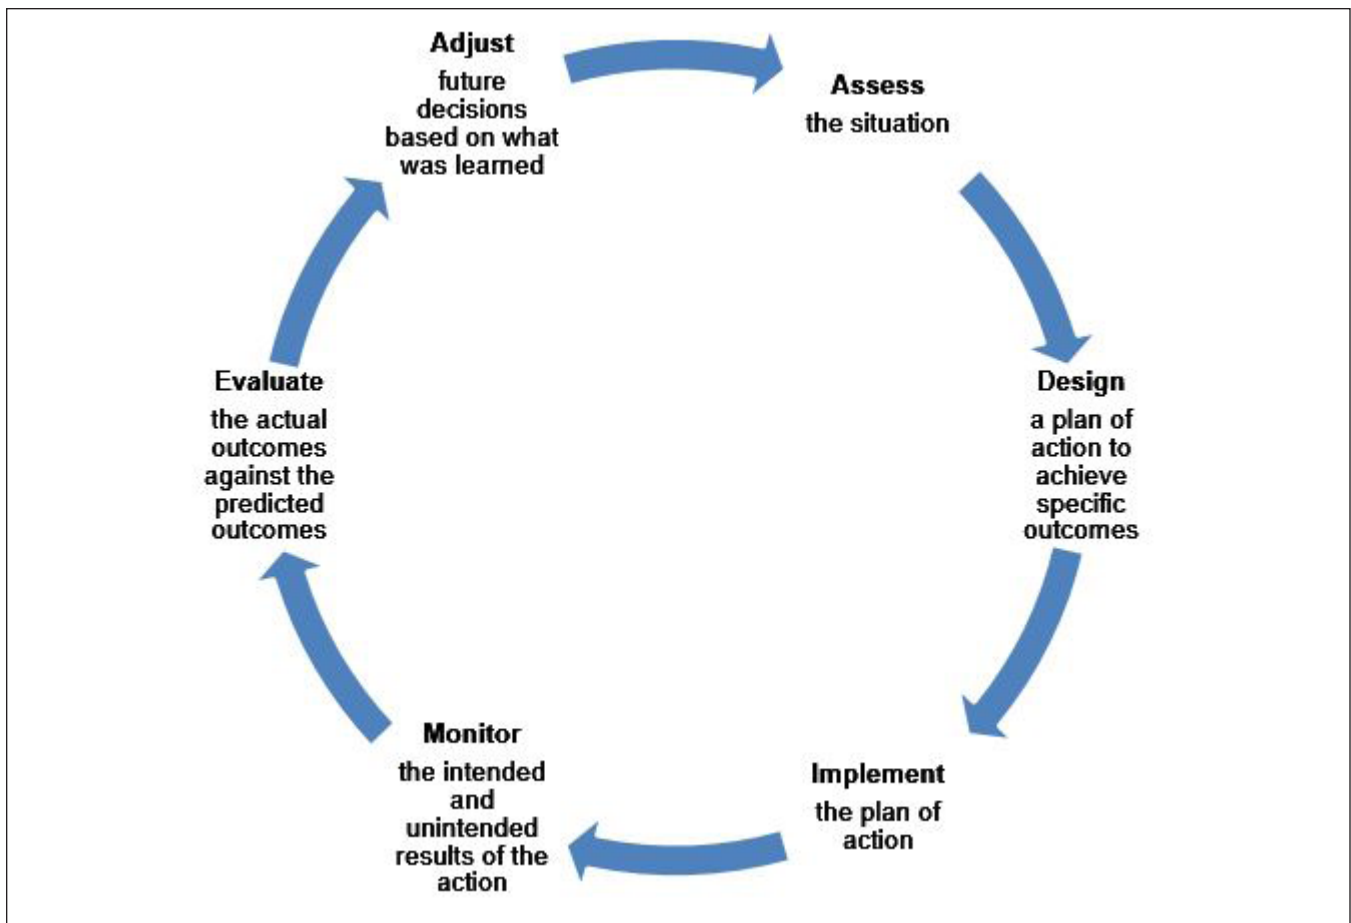 Adjust
future
decisions
based on what
was learned
Assess
the situation
Design
a plan of
action to
achieve
specific
outcomes
Implement
the plan of
action
Monitor
the intended
and
unintended
results of the
action
Evaluate
the actual
outcomes
against the
predicted
outcomes